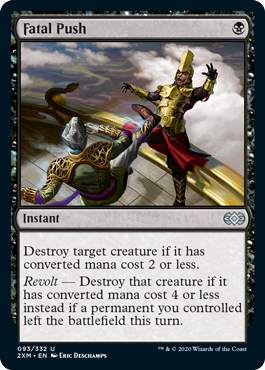 Fatal Push
Instant
Destroy target creature if it has
converted mana cost 2 or less.
Revolt — Destroy that creature if it
has converted mana cost 4 or less
instead if a permanent you controlled
left the battlefield this turn.
093/332 U
2XM • EN ERIC DESCHAMPS
™ & © 2020 Wizards of the Coast